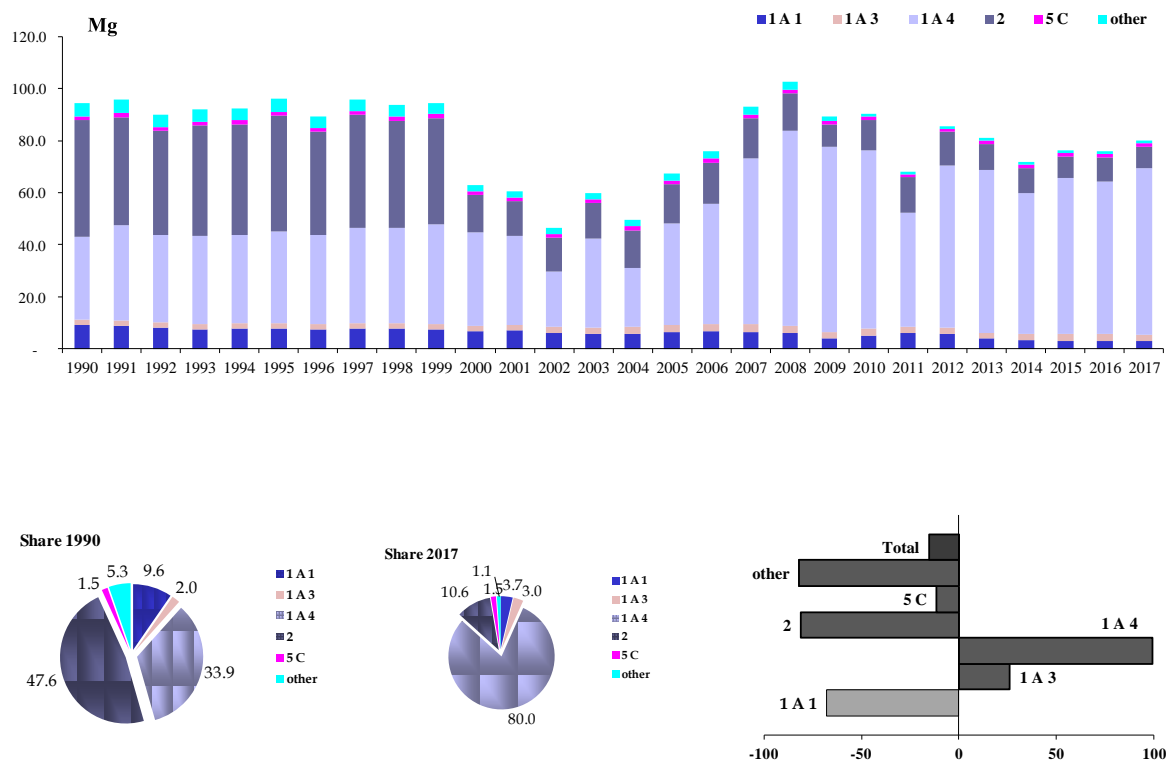 Mg
1 A 1 1 A 3 1 A 4 2 5 C other
120.0
100.0
80.0
60.0
40.0
20.0
-
1990 1991 1992 1993 1994 1995 1996 1997 1998 1999 2000 2001 2002 2003 2004 2005 2006 2007 2008 2009 2010 2011 2012 2013 2014 2015 2016 2017
Share 1990
1.5 5.3 9.6 2.0
47.6 33.9
1 A 1
1 A 3
1 A 4
2
5 C
other
Share 2017
1.1
10.6 1.5 3.7 3.0
80.0
1 A 1
1 A 3
1 A 4
2
5 C
other
Total
other
5 C
2
1 A 4
1 A 3
1 A 1
-100 -50 0 50 100